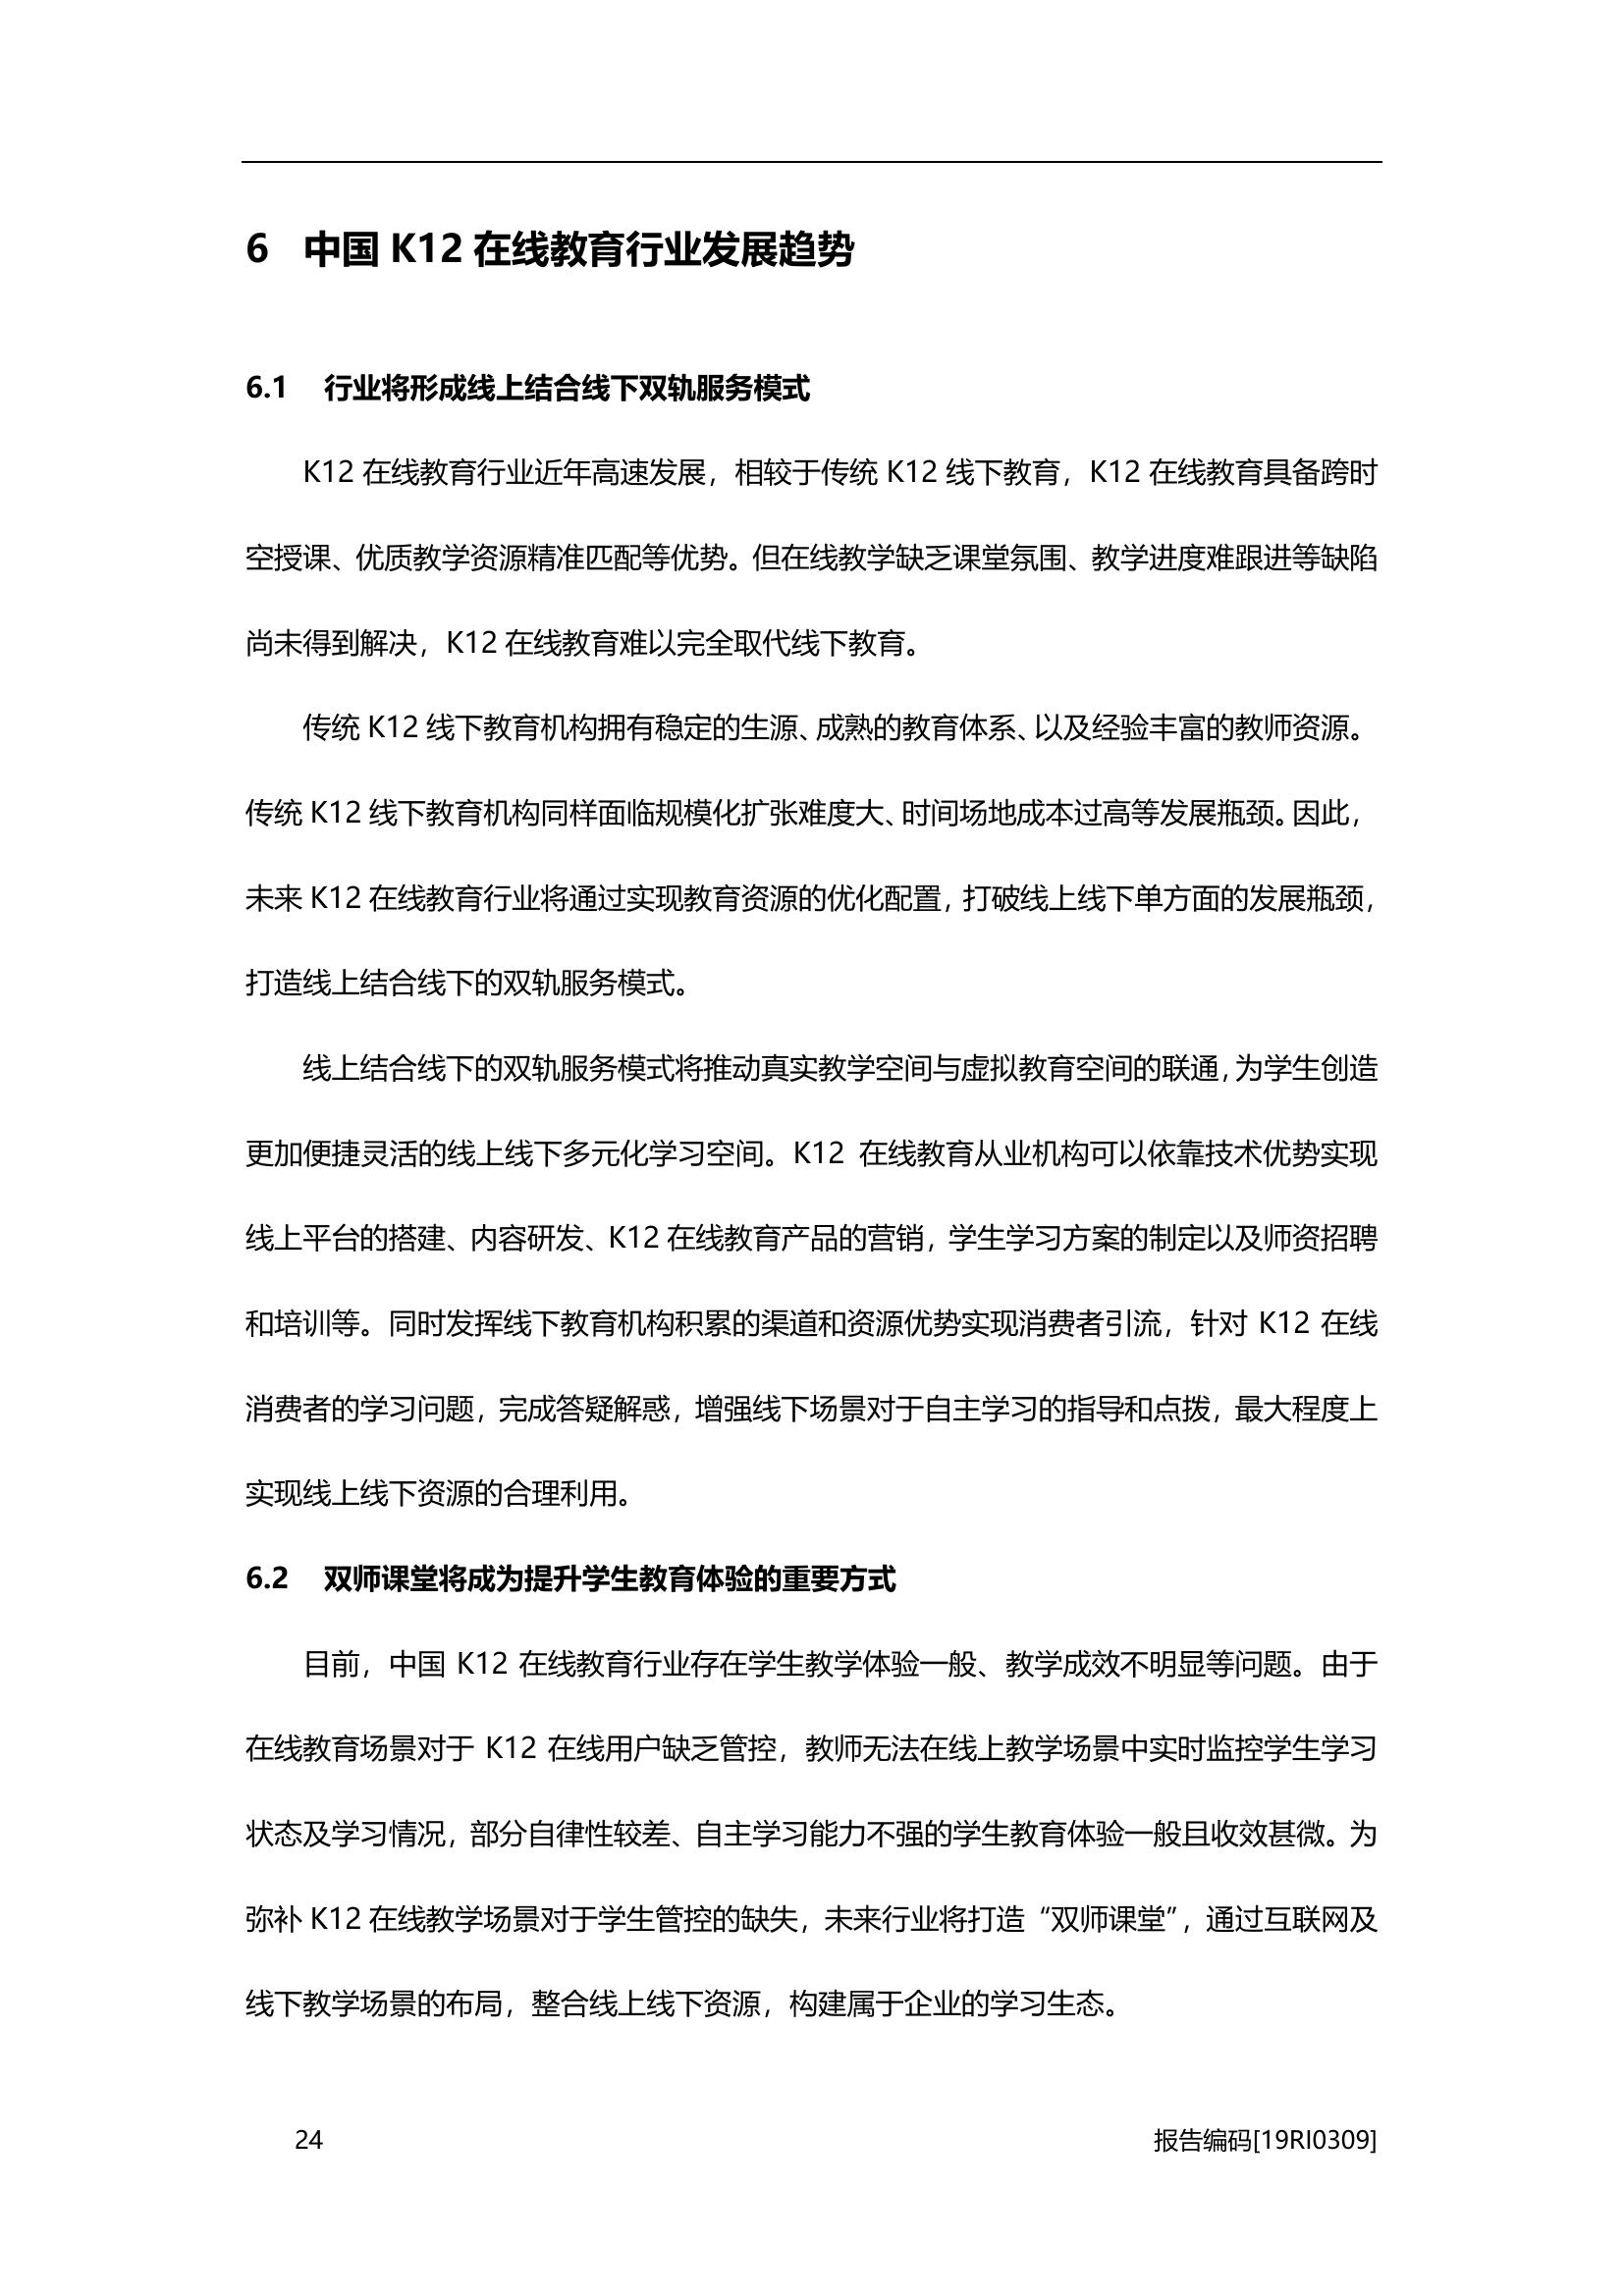 6 中国 K12 在线教育行业发展趋势
6.1 行业将形成线上结合线下双轨服务模式
K12 在线教育行业近年高速发展，相较于传统 K12 线下教育，K12 在线教育具备跨时
空授课、优质教学资源精准匹配等优势。但在线教学缺乏课堂氛围、教学进度难跟进等缺陷
尚未得到解决，K12 在线教育难以完全取代线下教育。
传统 K12 线下教育机构拥有稳定的生源、成熟的教育体系、以及经验丰富的教师资源。
传统 K12 线下教育机构同样面临规模化扩张难度大、时间场地成本过高等发展瓶颈。因此，
未来 K12 在线教育行业将通过实现教育资源的优化配置，打破线上线下单方面的发展瓶颈，
打造线上结合线下的双轨服务模式。
线上结合线下的双轨服务模式将推动真实教学空间与虚拟教育空间的联通，为学生创造
更加便捷灵活的线上线下多元化学习空间。K12 在线教育从业机构可以依靠技术优势实现
线上平台的搭建、内容研发、K12 在线教育产品的营销，学生学习方案的制定以及师资招聘
和培训等。同时发挥线下教育机构积累的渠道和资源优势实现消费者引流，针对 K12 在线
消费者的学习问题，完成答疑解惑，增强线下场景对于自主学习的指导和点拨，最大程度上
实现线上线下资源的合理利用。
6.2 双师课堂将成为提升学生教育体验的重要方式
目前，中国 K12 在线教育行业存在学生教学体验一般、教学成效不明显等问题。由于
在线教育场景对于 K12 在线用户缺乏管控，教师无法在线上教学场景中实时监控学生学习
状态及学习情况，部分自律性较差、自主学习能力不强的学生教育体验一般且收效甚微。为
弥补 K12 在线教学场景对于学生管控的缺失，未来行业将打造“双师课堂”，通过互联网及
线下教学场景的布局，整合线上线下资源，构建属于企业的学习生态。
24 报告编码[19RI0309]